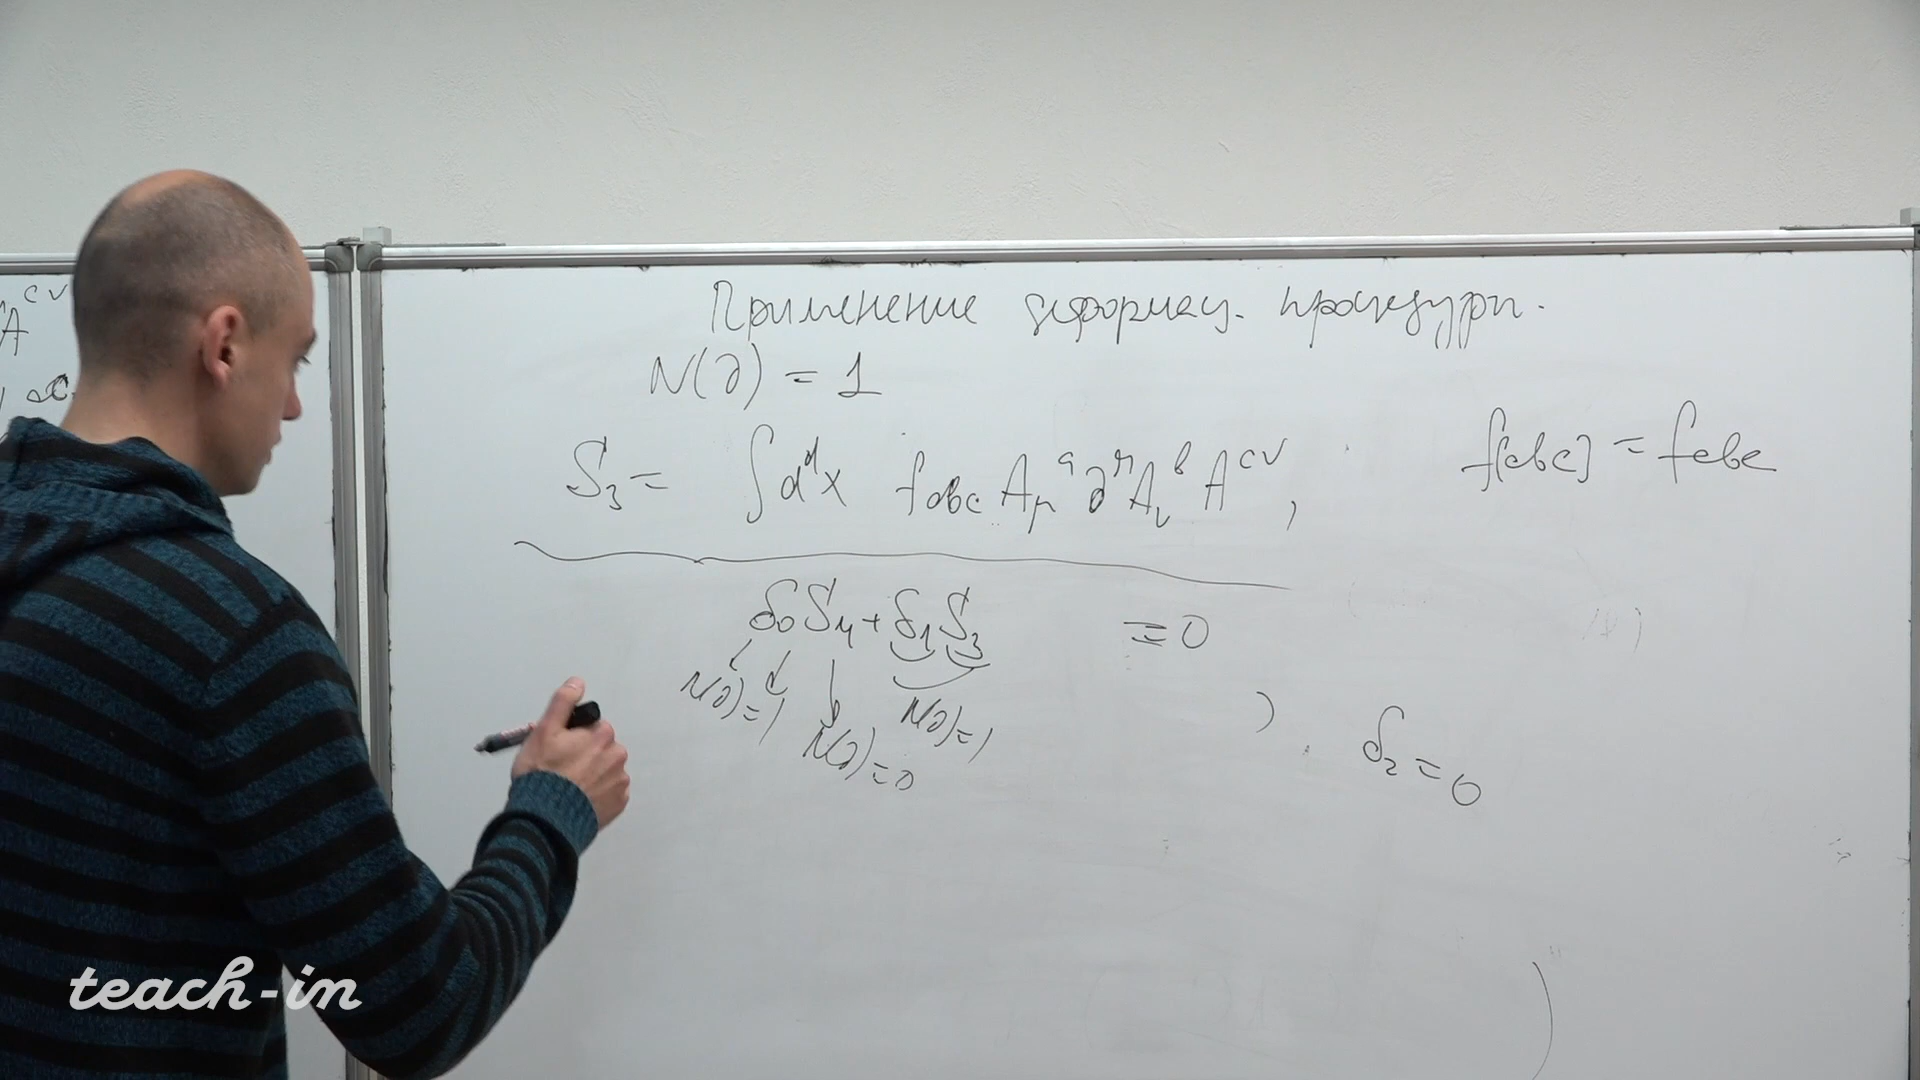 Применение деформац. процедуры.
N(∂) = 1
S₃ = ∫dᵈx f_abc A_μ^a ∂^μ A_ν^b A^cν , f[abc] = fabc
δ₀S₄ + δ₁S₃ = 0
N(∂)=1 N(∂)=0 N(∂)=1
δ₂ = 0
A^cν
teach-in